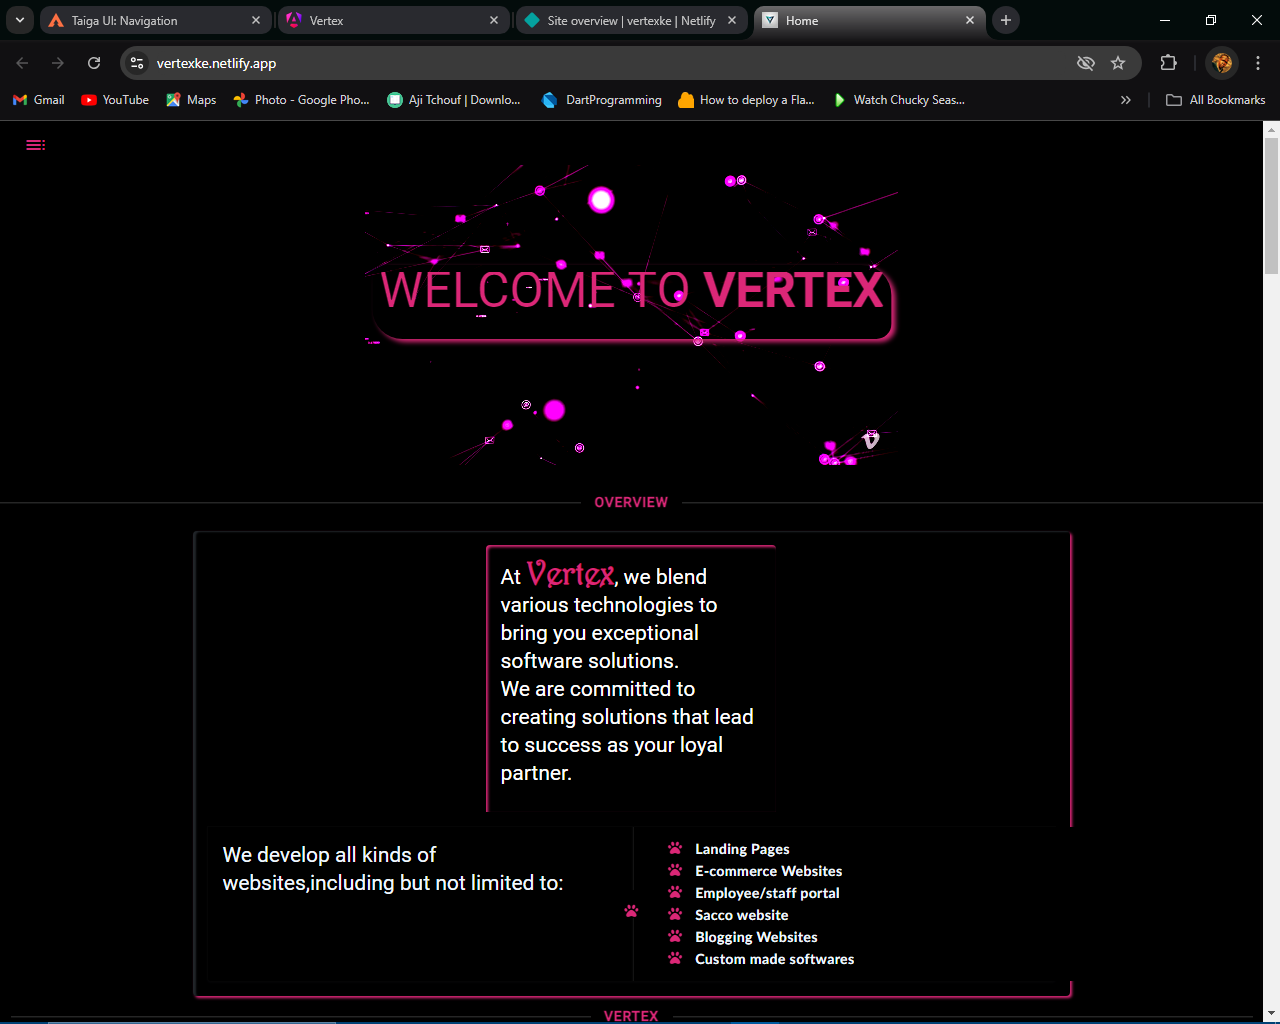 Taiga UI: Navigation
Vertex
Site overview | vertexke | Netlify
Home
vertexke.netlify.app
Gmail
YouTube
Maps
Photo - Google Pho...
Aji Tchouf | Downlo...
DartProgramming
How to deploy a Fla...
Watch Chucky Seas...
All Bookmarks
WELCOME TO VERTEX
OVERVIEW
At Vertex, we blend
various technologies to
bring you exceptional
software solutions.
We are committed to
creating solutions that lead
to success as your loyal
partner.
We develop all kinds of
websites,including but not limited to:
Landing Pages
E-commerce Websites
Employee/staff portal
Sacco website
Blogging Websites
Custom made softwares
VERTEX